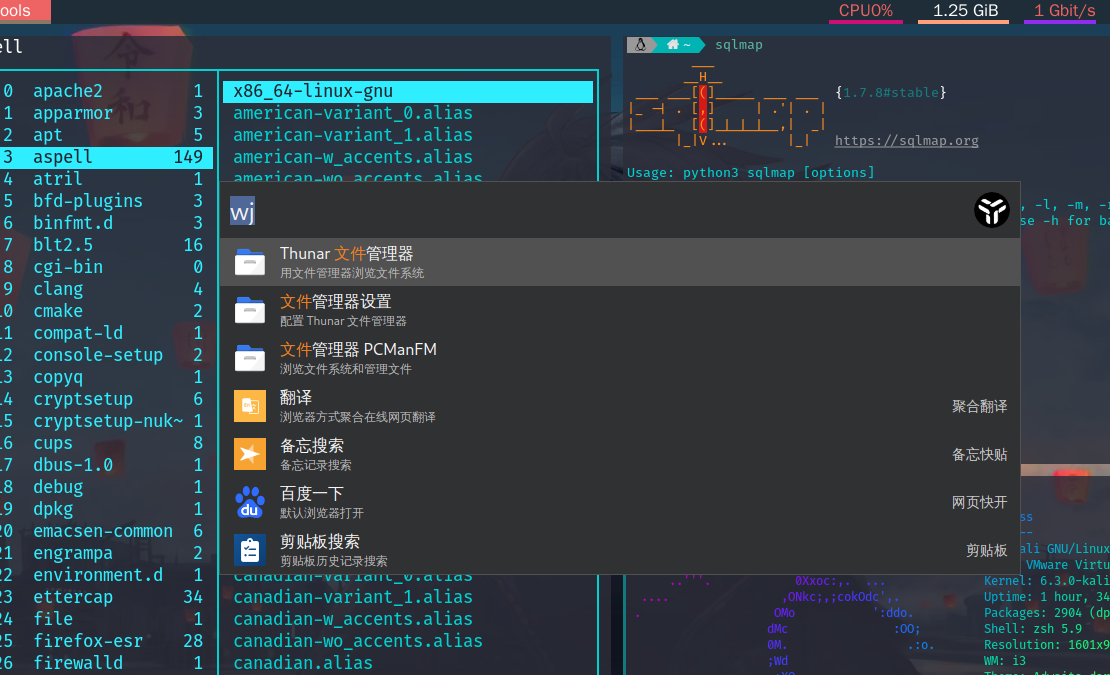 ools
CPU0%
1.25 GiB
1 Gbit/s
ell
~
sqlmap
0 apache2 1
1 apparmor 3
2 apt 5
3 aspell 149
4 atril 1
5 bfd-plugins 3
6 binfmt.d 3
7 blt2.5 16
8 cgi-bin 0
9 clang 4
10 cmake 2
11 compat-ld 1
12 console-setup 2
13 copyq 1
14 cryptsetup 6
15 cryptsetup-nuk~ 1
16 cups 8
17 dbus-1.0 1
18 debug 1
19 dpkg 1
20 emacsen-common 6
21 engrampa 2
22 environment.d 1
23 ettercap 34
24 file 1
25 firefox-esr 28
26 firewalld 1
x86_64-linux-gnu
american-variant_0.alias
american-variant_1.alias
american-w_accents.alias
american-wo_accents.alias
{1.7.8#stable}
https://sqlmap.org
Usage: python3 sqlmap [options]
, -l, -m, -r
se -h for ba
wj
Thunar 文件管理器
用文件管理器浏览文件系统
文件管理器设置
配置 Thunar 文件管理器
文件管理器 PCManFM
浏览文件系统和管理文件
翻译
浏览器方式聚合在线网页翻译
聚合翻译
备忘搜索
备忘记录搜索
备忘快贴
百度一下
默认浏览器打开
网页快开
剪贴板搜索
剪贴板历史记录搜索
剪贴板
canadian-variant_0.alias
canadian-variant_1.alias
canadian-w_accents.alias
canadian-wo_accents.alias
canadian.alias
ss
ali GNU/Linux
VMware Virtu
Kernel: 6.3.0-kali
Uptime: 1 hour, 34
Packages: 2904 (dp
Shell: zsh 5.9
Resolution: 1601x9
WM: i3
令和